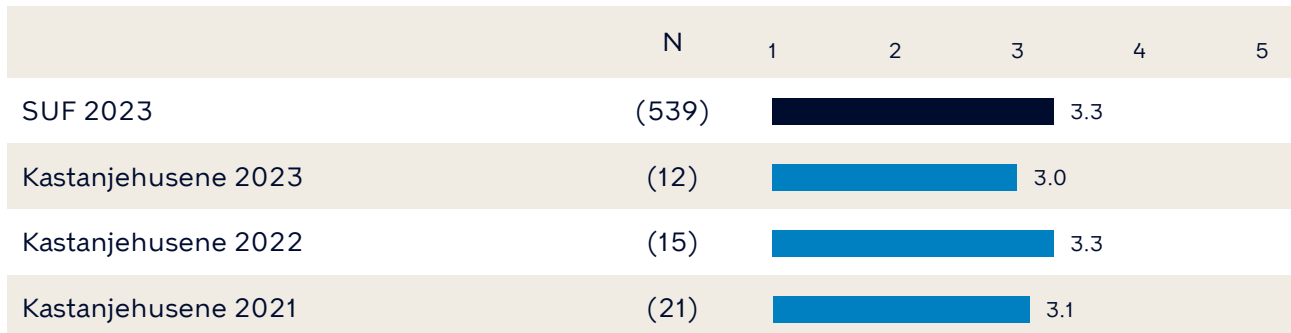 N 1 2 3 4 5
SUF 2023 (539) 3.3
Kastanjehusene 2023 (12) 3.0
Kastanjehusene 2022 (15) 3.3
Kastanjehusene 2021 (21) 3.1